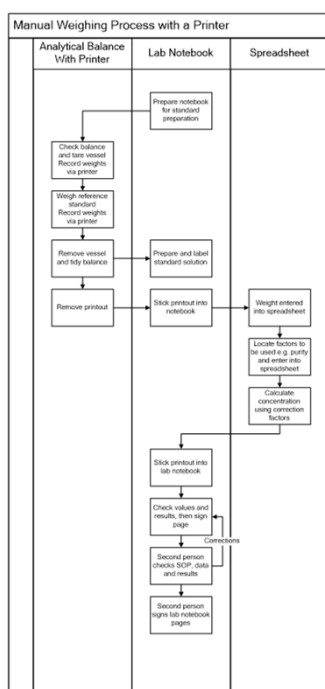 Manual Weighing Process with a Printer
Analytical Balance
With Printer
Lab Notebook
Spreadsheet
Prepare notebook
for standard
preparation
Check balance
and tare vessel
Record weights
via printer
Weigh reference
standard
Record weights
via printer
Remove vessel
and tidy balance
Prepare and label
standard solution
Remove printout
Stick printout into
notebook
Weight entered
into spreadsheet
Locate factors to
be used e.g. purity
and enter into
spreadsheet
Calculate
concentration
using correction
factors
Stick printout into
lab notebook
Check values and
results, then sign
page
Corrections
Second person
checks SOP, data
and results
Second person
signs lab notebook
pages